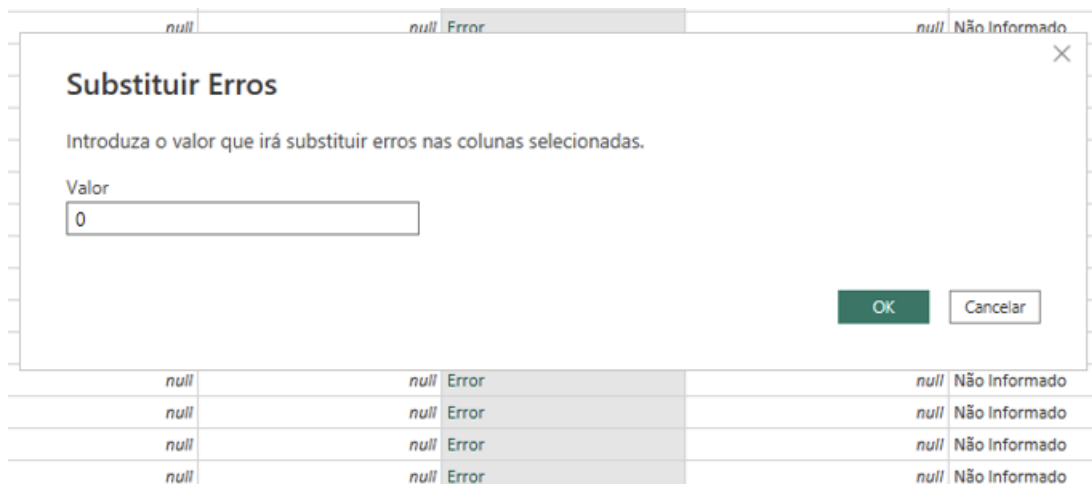 null null Error null Não Informado
Substituir Erros
Introduza o valor que irá substituir erros nas colunas selecionadas.
Valor
0
OK Cancelar
null null Error null Não Informado
null null Error null Não Informado
null null Error null Não Informado
null null Error null Não Informado